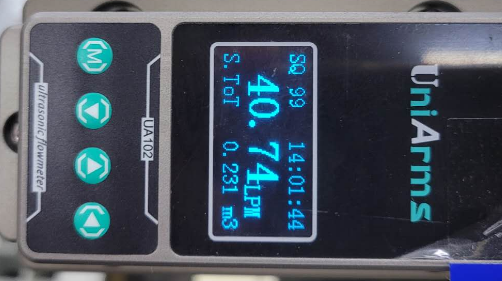 UniArms
SQ 99 14:01:44
40.74LPM
S.ToT 0.231 m3
UA102
M
ultrasonic flowmeter